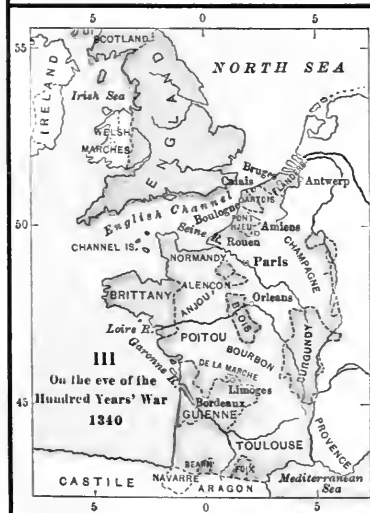 5 0 5
55
SCOTLAND
NORTH SEA
IRELAND
Irish Sea
ENGLAND
WELSH
MARCHES
Bruges
Calais
FLANDERS
Antwerp
English Channel
Boulogne
ARTOIS
PONTHIEU
50
Amiens
CHANNEL IS.
Seine R.
Rouen
NORMANDY
Paris
CHAMPAGNE
ALENCON
BRITTANY
ANJOU
Orleans
BLOIS
Loire R.
POITOU
BURGUNDY
III
BOURBON
On the eve of the
Hundred Years' War
1340
Garonne R.
DE LA MARCHE
Limoges
45
Bordeaux
GUIENNE
TOULOUSE
PROVENCE
BEARN
FOIX
Mediterranean
Sea
CASTILE
NAVARRE
ARAGON
5 0 5